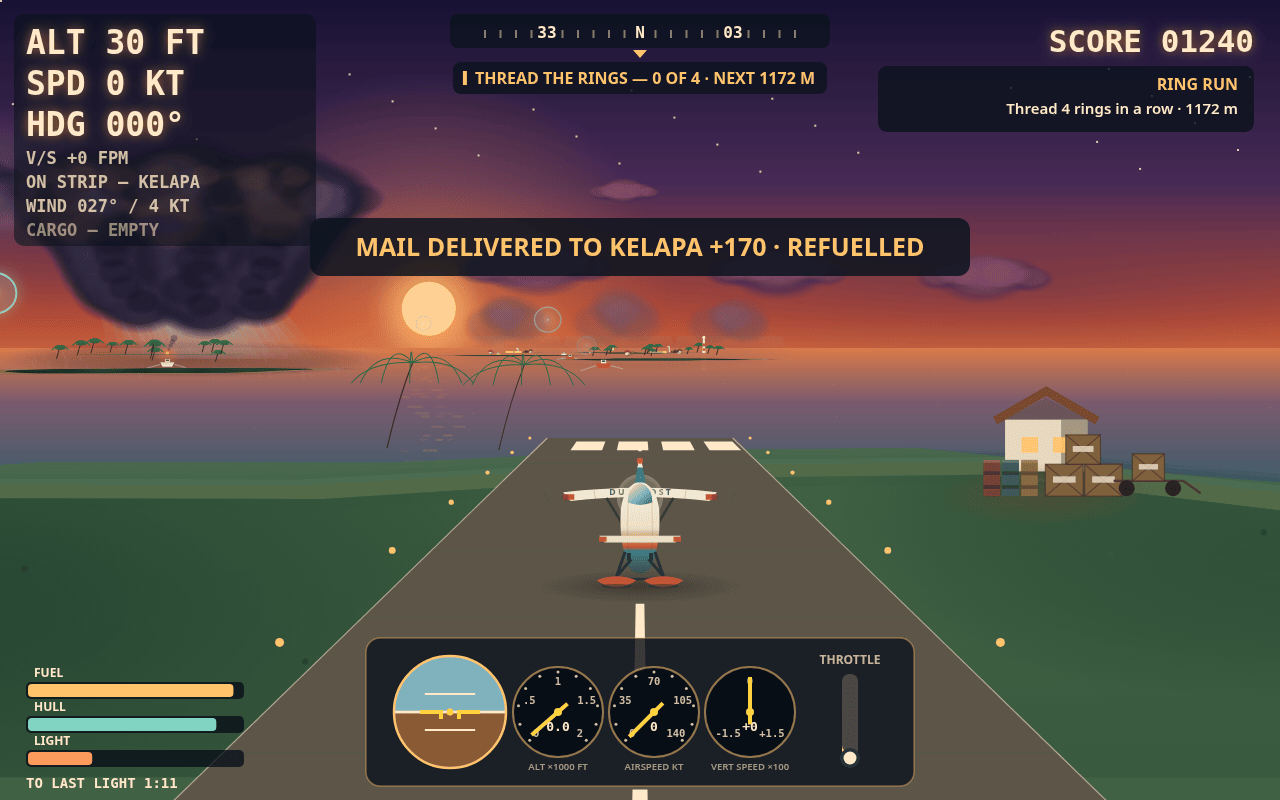 ALT 30 FT
SPD 0 KT
HDG 000°
V/S +0 FPM
ON STRIP — KELAPA
WIND 027° / 4 KT
CARGO — EMPTY
33 N 03
THREAD THE RINGS — 0 OF 4 · NEXT 1172 M
SCORE 01240
RING RUN
Thread 4 rings in a row · 1172 m
MAIL DELIVERED TO KELAPA +170 · REFUELLED
FUEL
HULL
LIGHT
TO LAST LIGHT 1:11
.5 1 1.5 2
0.0
ALT ×1000 FT
35 70 105 140
0
AIRSPEED KT
+0
-1.5 +1.5
VERT SPEED ×100
THROTTLE